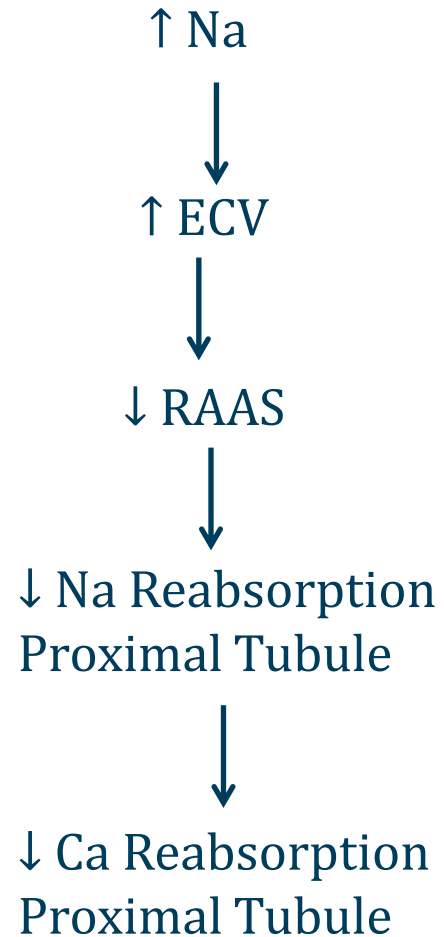 ↑ Na
↑ ECV
↓ RAAS
↓ Na Reabsorption
Proximal Tubule
↓ Ca Reabsorption
Proximal Tubule